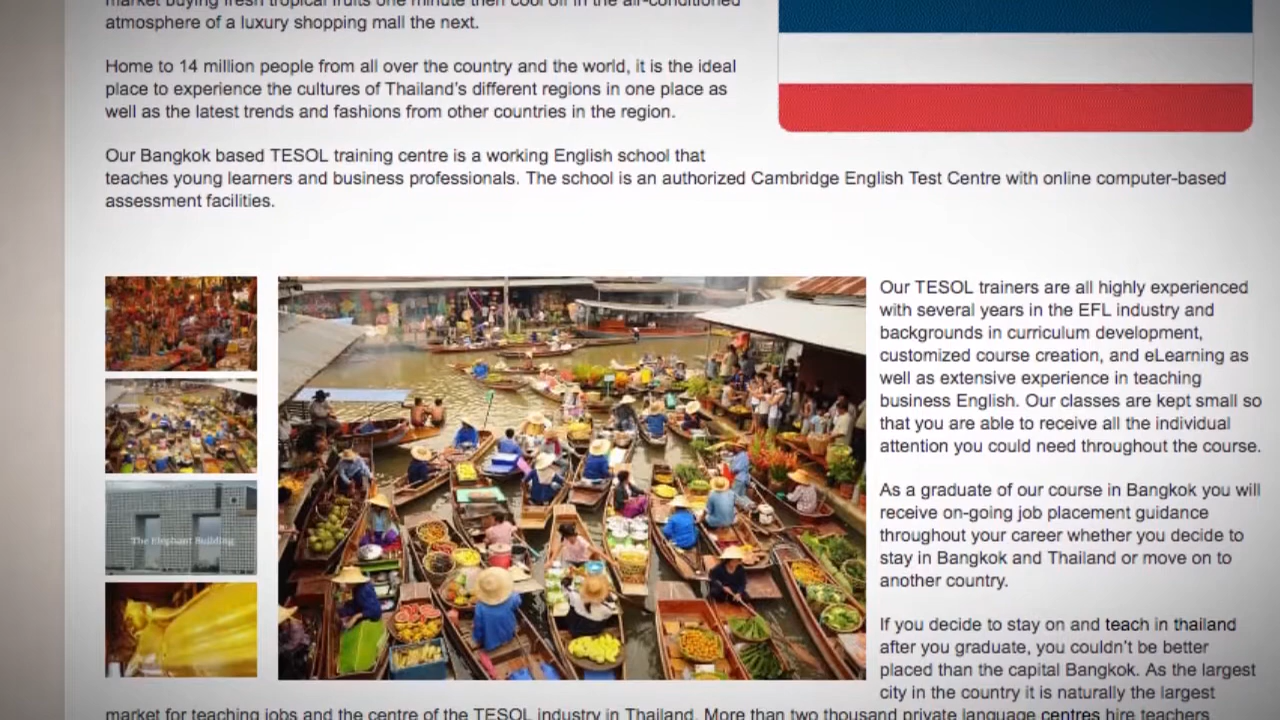 market buying fresh tropical fruits one minute then cool off in the air-conditioned
atmosphere of a luxury shopping mall the next.
Home to 14 million people from all over the country and the world, it is the ideal
place to experience the cultures of Thailand's different regions in one place as
well as the latest trends and fashions from other countries in the region.
Our Bangkok based TESOL training centre is a working English school that
teaches young learners and business professionals. The school is an authorized Cambridge English Test Centre with online computer-based
assessment facilities.
The Elephant Building
Our TESOL trainers are all highly experienced
with several years in the EFL industry and
backgrounds in curriculum development,
customized course creation, and eLearning as
well as extensive experience in teaching
business English. Our classes are kept small so
that you are able to receive all the individual
attention you could need throughout the course.
As a graduate of our course in Bangkok you will
receive on-going job placement guidance
throughout your career whether you decide to
stay in Bangkok and Thailand or move on to
another country.
If you decide to stay on and teach in thailand
after you graduate, you couldn't be better
placed than the capital Bangkok. As the largest
city in the country it is naturally the largest
market for teaching jobs and the centre of the TESOL industry in Thailand. More than two thousand private language centres hire teachers